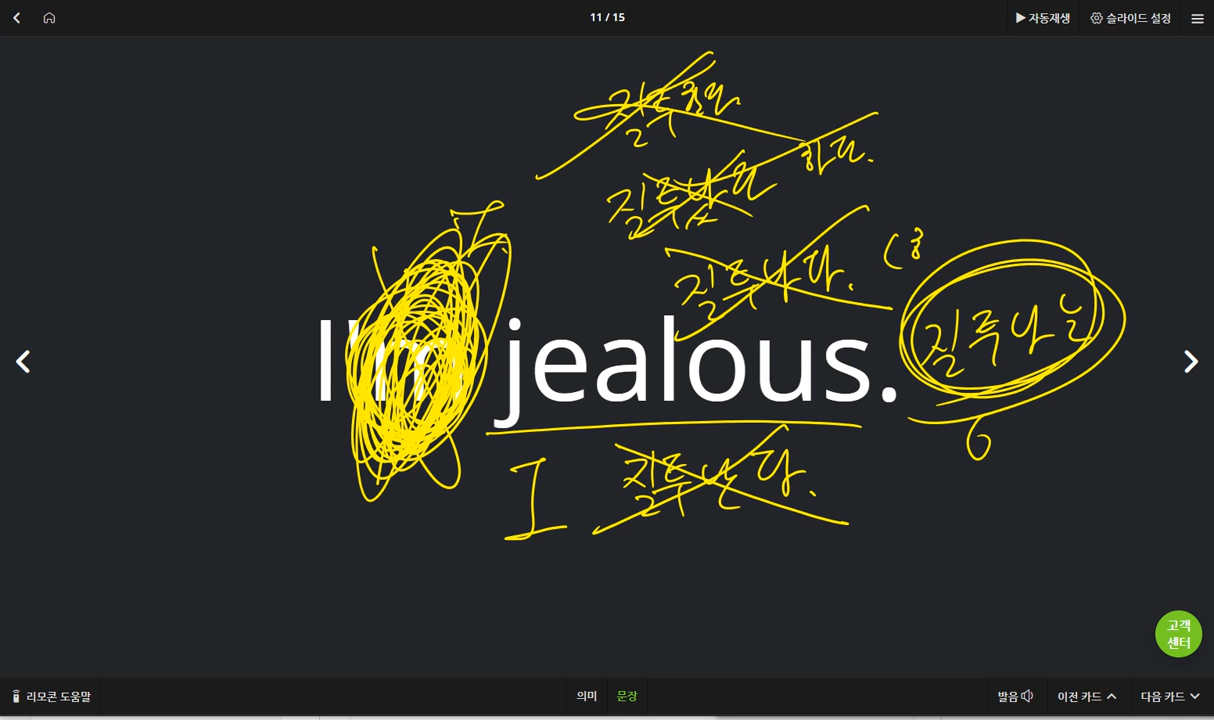 11 / 15
자동재생
슬라이드 설정
하고.
질투
질투나다.
I'm jealous.
질투나는
I
질투난다.
고객
센터
리모콘 도움말
의미
문장
발음
이전 카드
다음 카드